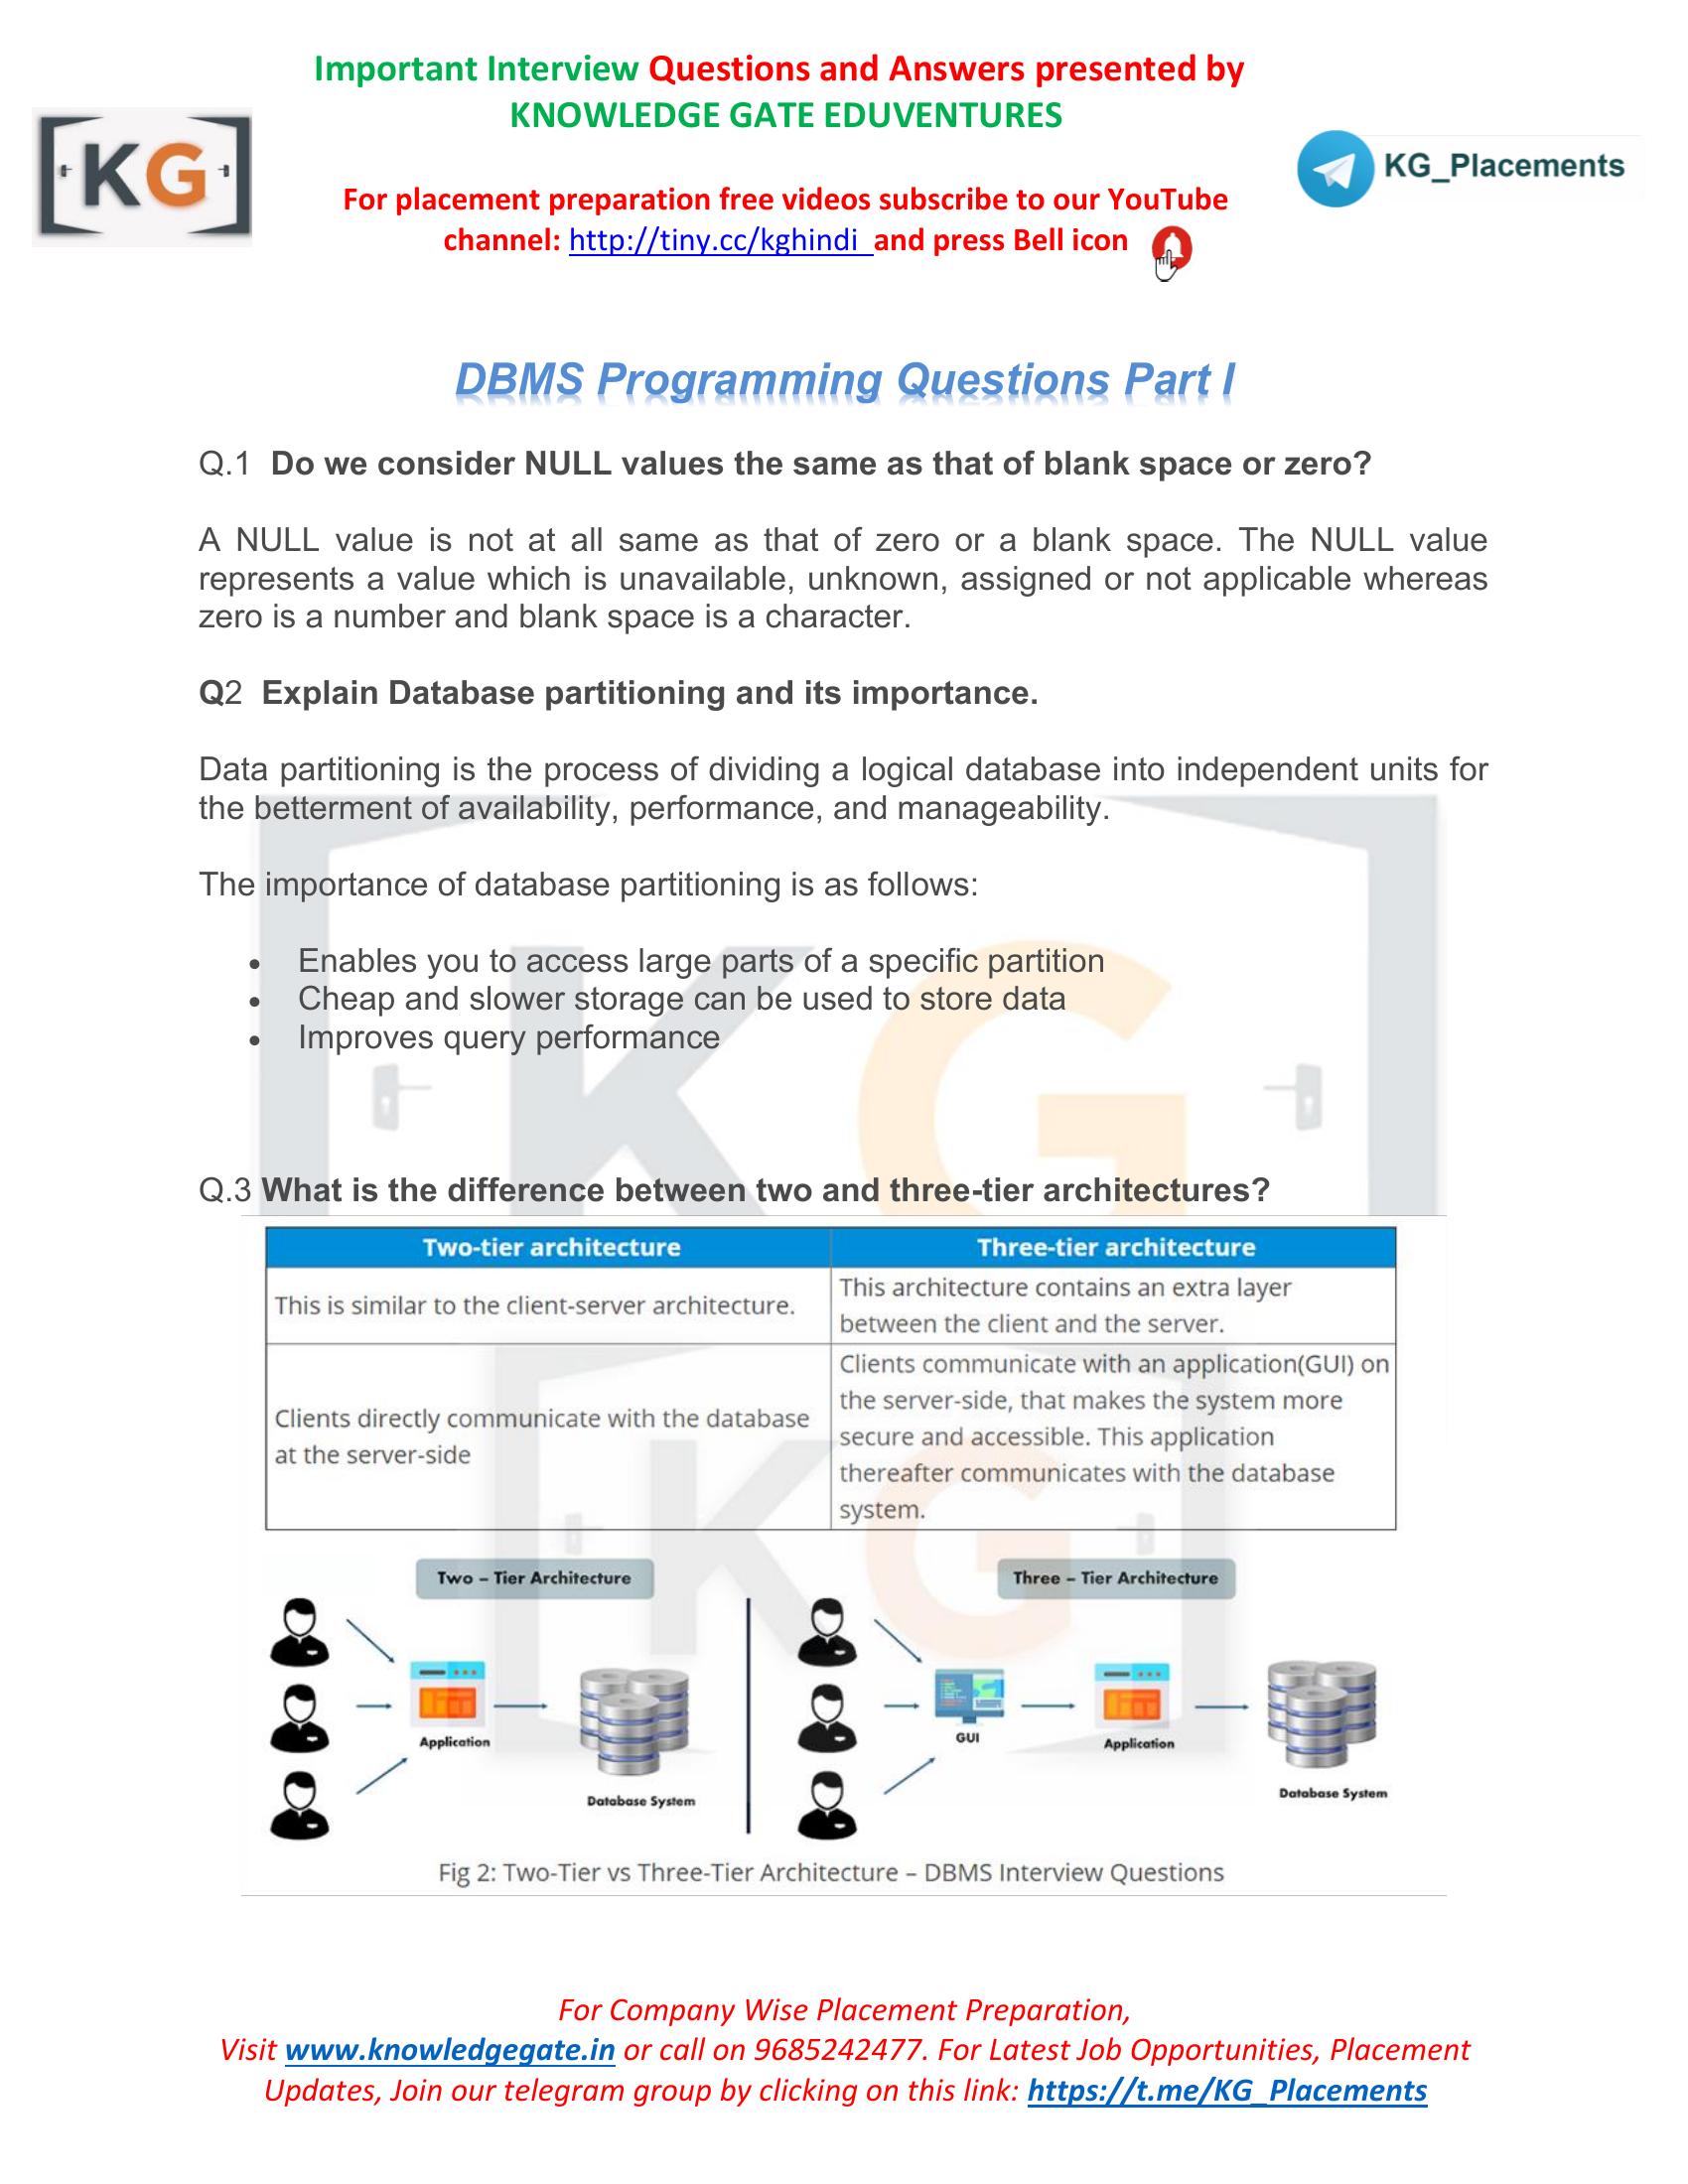 Important Interview Questions and Answers presented by
KNOWLEDGE GATE EDUVENTURES
KG
KG_Placements
For placement preparation free videos subscribe to our YouTube
channel: http://tiny.cc/kghindi and press Bell icon
DBMS Programming Questions Part I
Q.1 Do we consider NULL values the same as that of blank space or zero?
A NULL value is not at all same as that of zero or a blank space. The NULL value
represents a value which is unavailable, unknown, assigned or not applicable whereas
zero is a number and blank space is a character.
Q2 Explain Database partitioning and its importance.
Data partitioning is the process of dividing a logical database into independent units for
the betterment of availability, performance, and manageability.
The importance of database partitioning is as follows:
• Enables you to access large parts of a specific partition
• Cheap and slower storage can be used to store data
• Improves query performance
KG
Q.3 What is the difference between two and three-tier architectures?
Two-tier architecture
Three-tier architecture
This is similar to the client-server architecture.
This architecture contains an extra layer
between the client and the server.
Clients directly communicate with the database
at the server-side
Clients communicate with an application(GUI) on
the server-side, that makes the system more
secure and accessible. This application
thereafter communicates with the database
system.
KG
Two – Tier Architecture
Application
Database System
Three – Tier Architecture
GUI
Application
Database System
Fig 2: Two-Tier vs Three-Tier Architecture – DBMS Interview Questions
For Company Wise Placement Preparation,
Visit www.knowledgegate.in or call on 9685242477. For Latest Job Opportunities, Placement
Updates, Join our telegram group by clicking on this link: https://t.me/KG_Placements